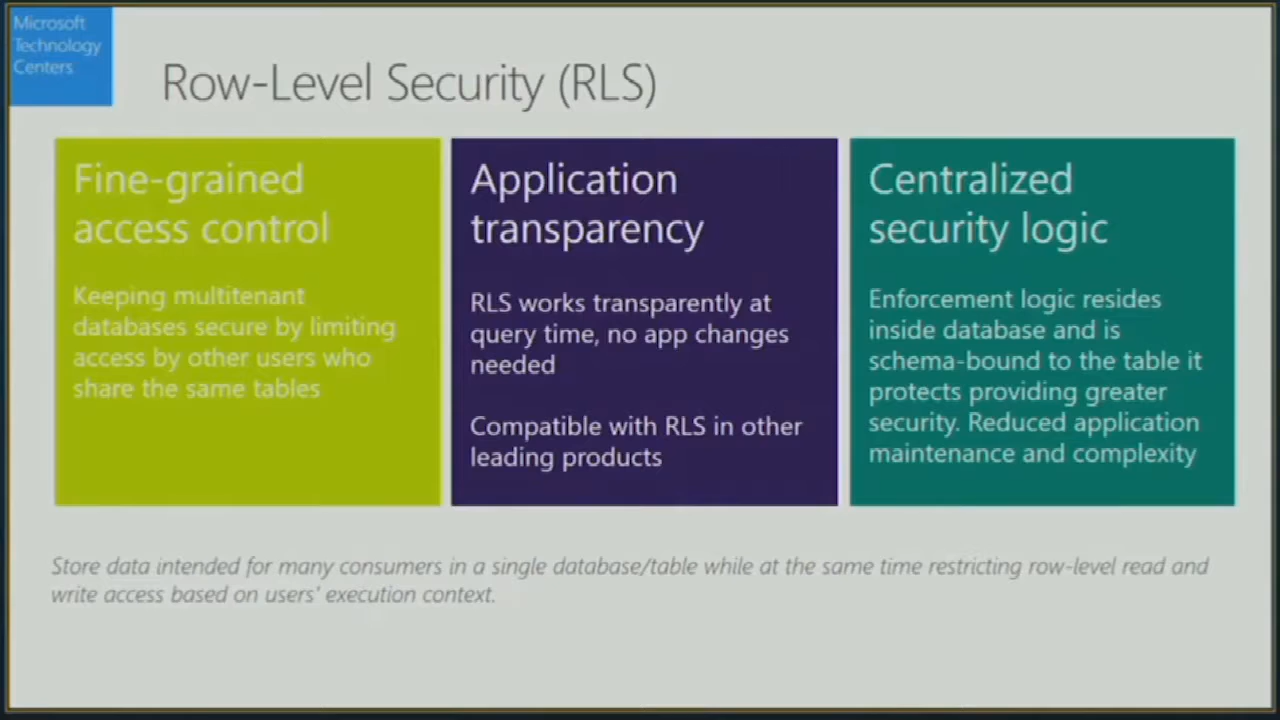 Microsoft
Technology
Centers
Row-Level Security (RLS)
Fine-grained
access control
Keeping multitenant
databases secure by limiting
access by other users who
share the same tables
Application
transparency
RLS works transparently at
query time, no app changes
needed
Compatible with RLS in other
leading products
Centralized
security logic
Enforcement logic resides
inside database and is
schema-bound to the table it
protects providing greater
security. Reduced application
maintenance and complexity
Store data intended for many consumers in a single database/table while at the same time restricting row-level read and
write access based on users' execution context.